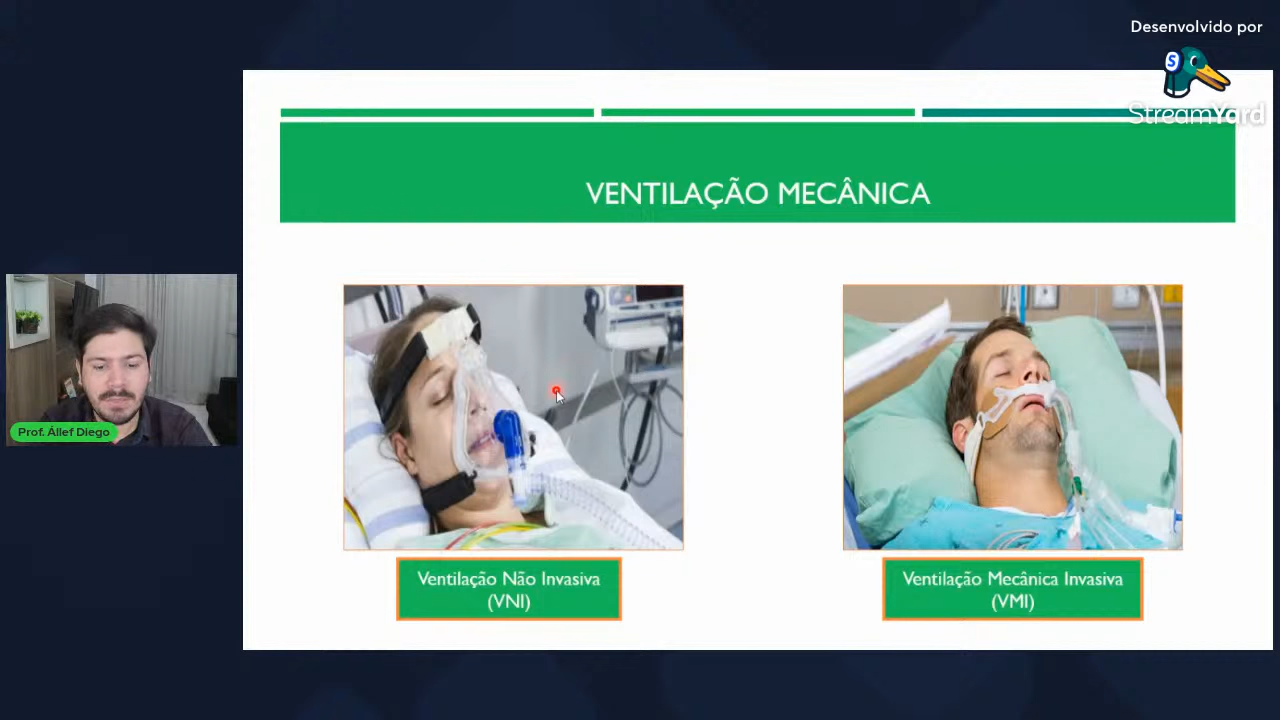 Desenvolvido por
StreamYard
VENTILAÇÃO MECÂNICA
Prof. Állef Diego
Ventilação Não Invasiva
(VNI)
Ventilação Mecânica Invasiva
(VMI)